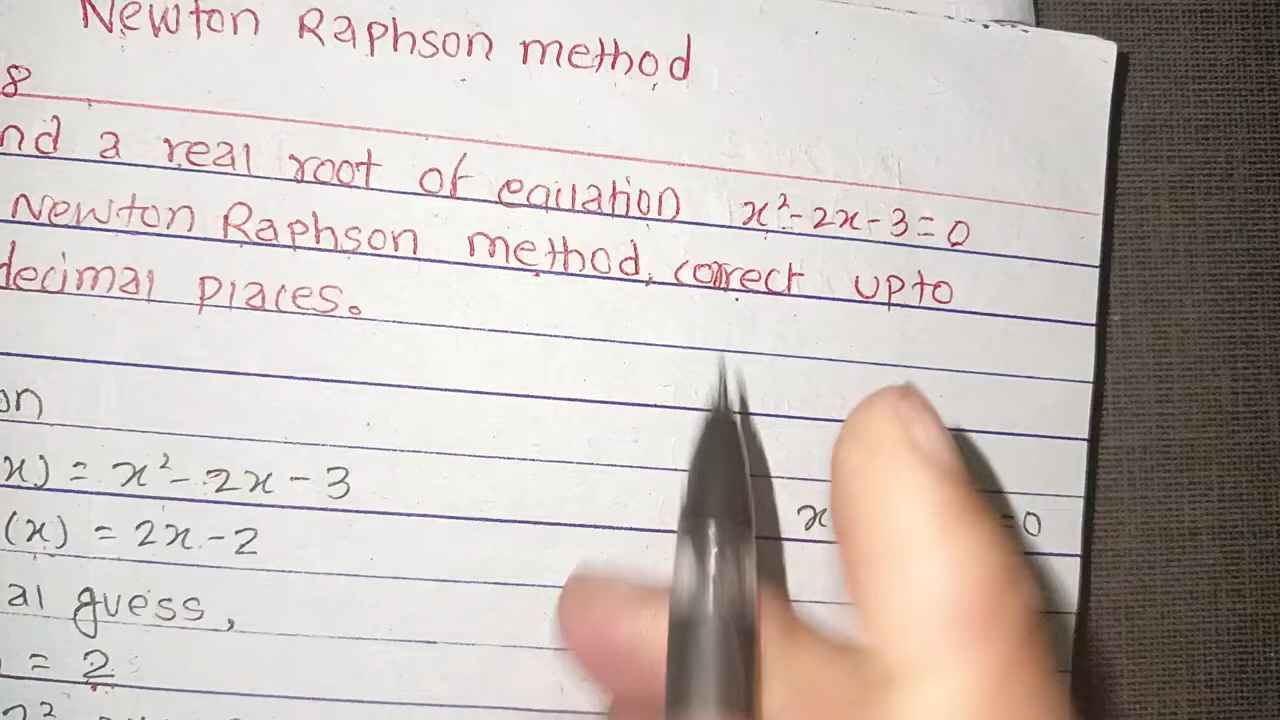 Newton Raphson method
8
nd a real root of equation x²-2x-3=0
Newton Raphson method, correct upto
decimal places.
on
x) = x²-2x-3
(x) = 2x-2
x =0
al guess,
= 2